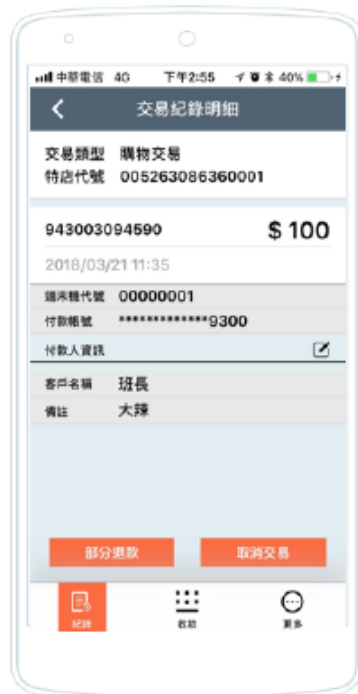 中華電信 4G 下午2:55 40%
交易紀錄明細
交易類型 購物交易
特店代號 005263086360001
943003094590 $ 100
2018/03/21 11:35
端末機代號 00000001
付款帳號 *************9300
付款人資訊
客戶名稱 班長
備註 大辣
部分退款 取消交易
紀錄 收款 更多